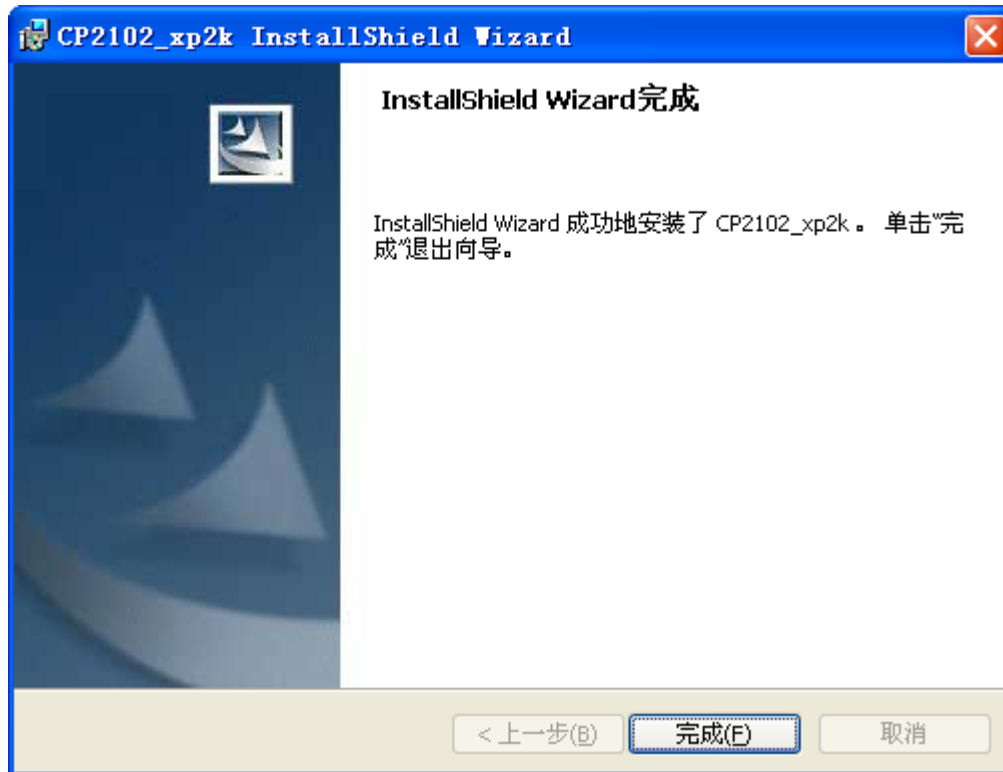 CP2102_xp2k InstallShield Wizard
InstallShield Wizard完成
InstallShield Wizard 成功地安装了 CP2102_xp2k 。 单击“完
成”退出向导。
< 上一步(B) 完成(F) 取消